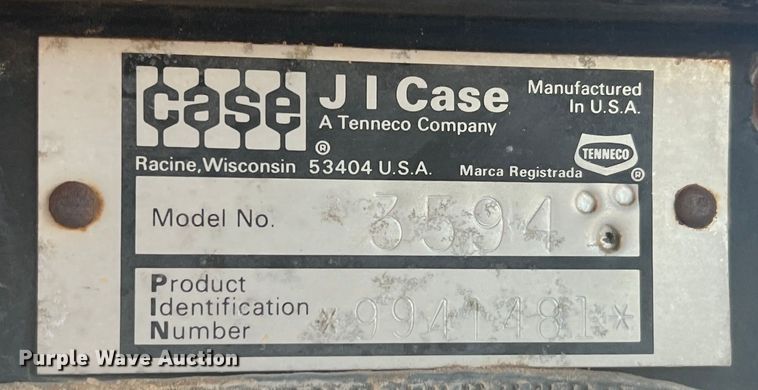 case
®
J I Case
A Tenneco Company
Manufactured
In U.S.A.
Racine, Wisconsin 53404 U.S.A.
Marca Registrada
TENNECO
®
Model No. 3594
Product
Identification
Number *9941481*
Purple Wave Auction